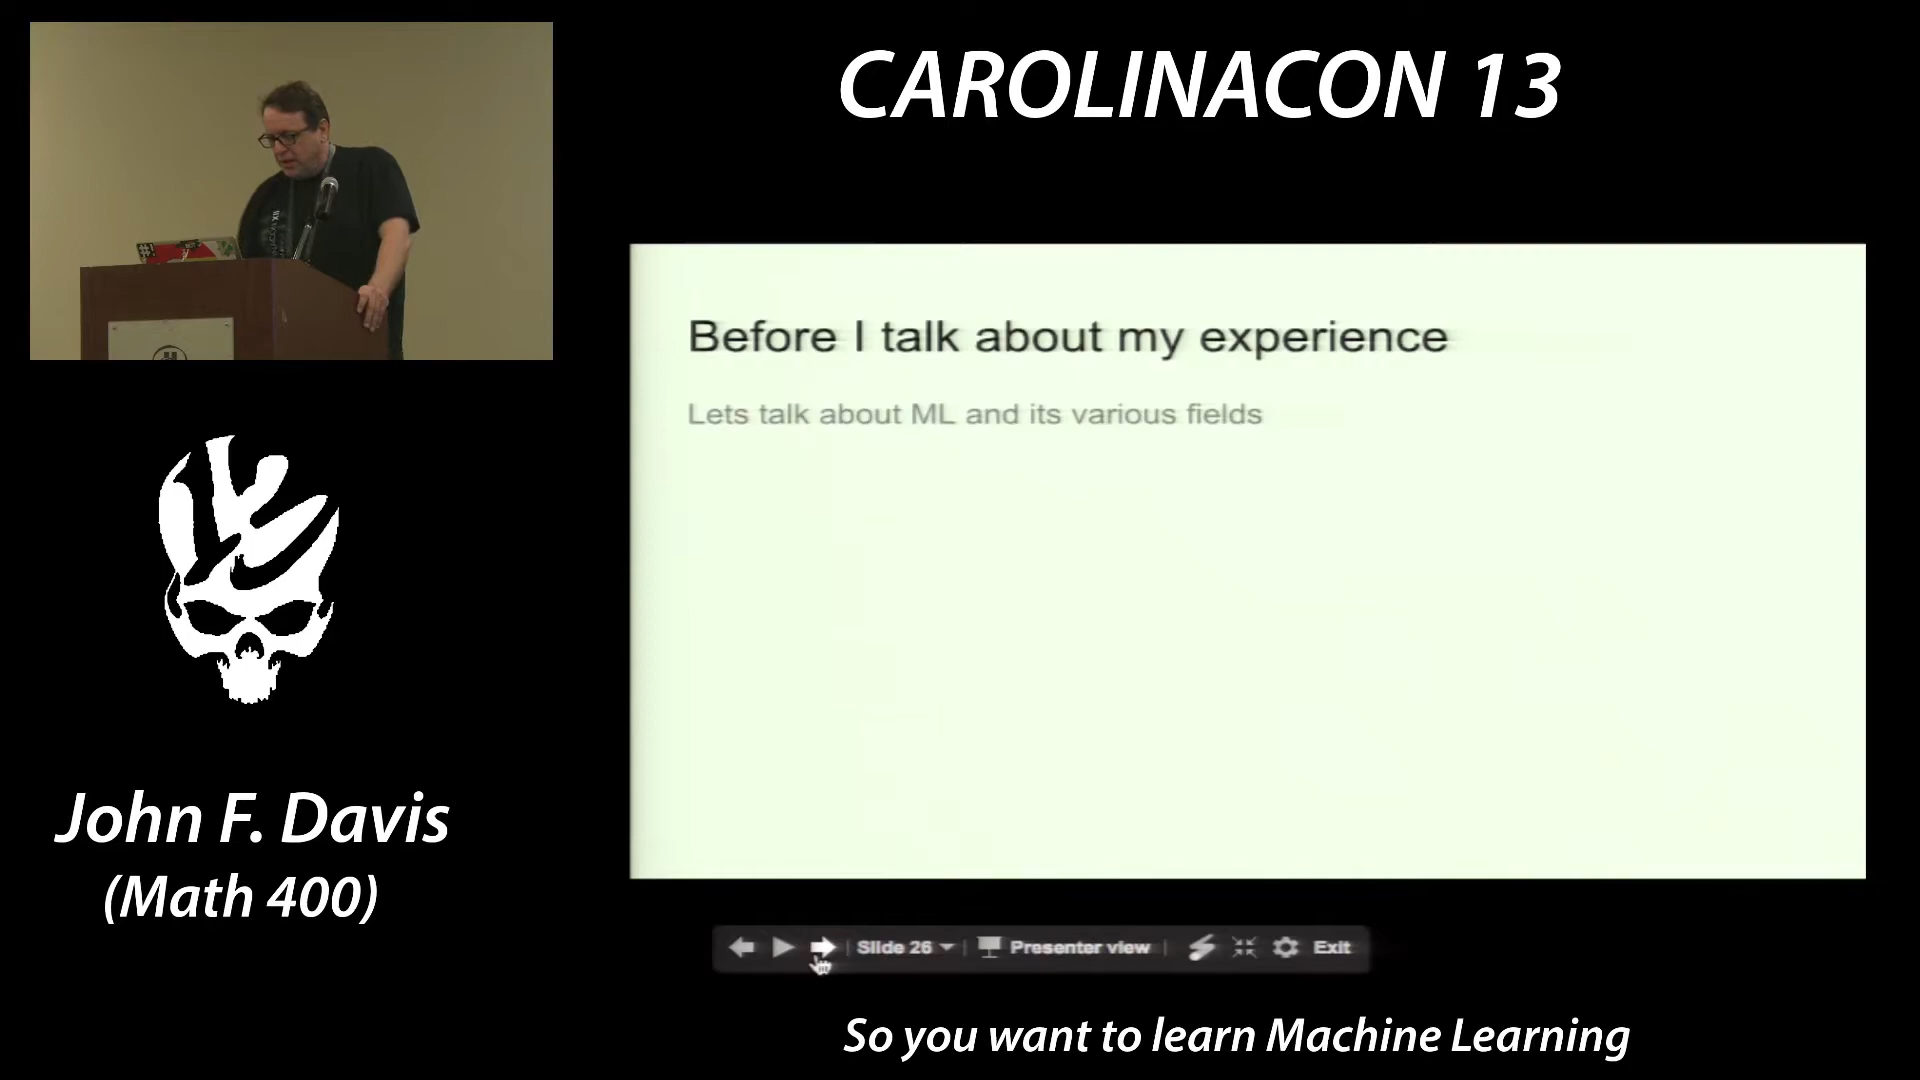 CAROLINACON 13
Before I talk about my experience
Lets talk about ML and its various fields
John F. Davis
(Math 400)
Slide 26
Presenter view
Exit
So you want to learn Machine Learning